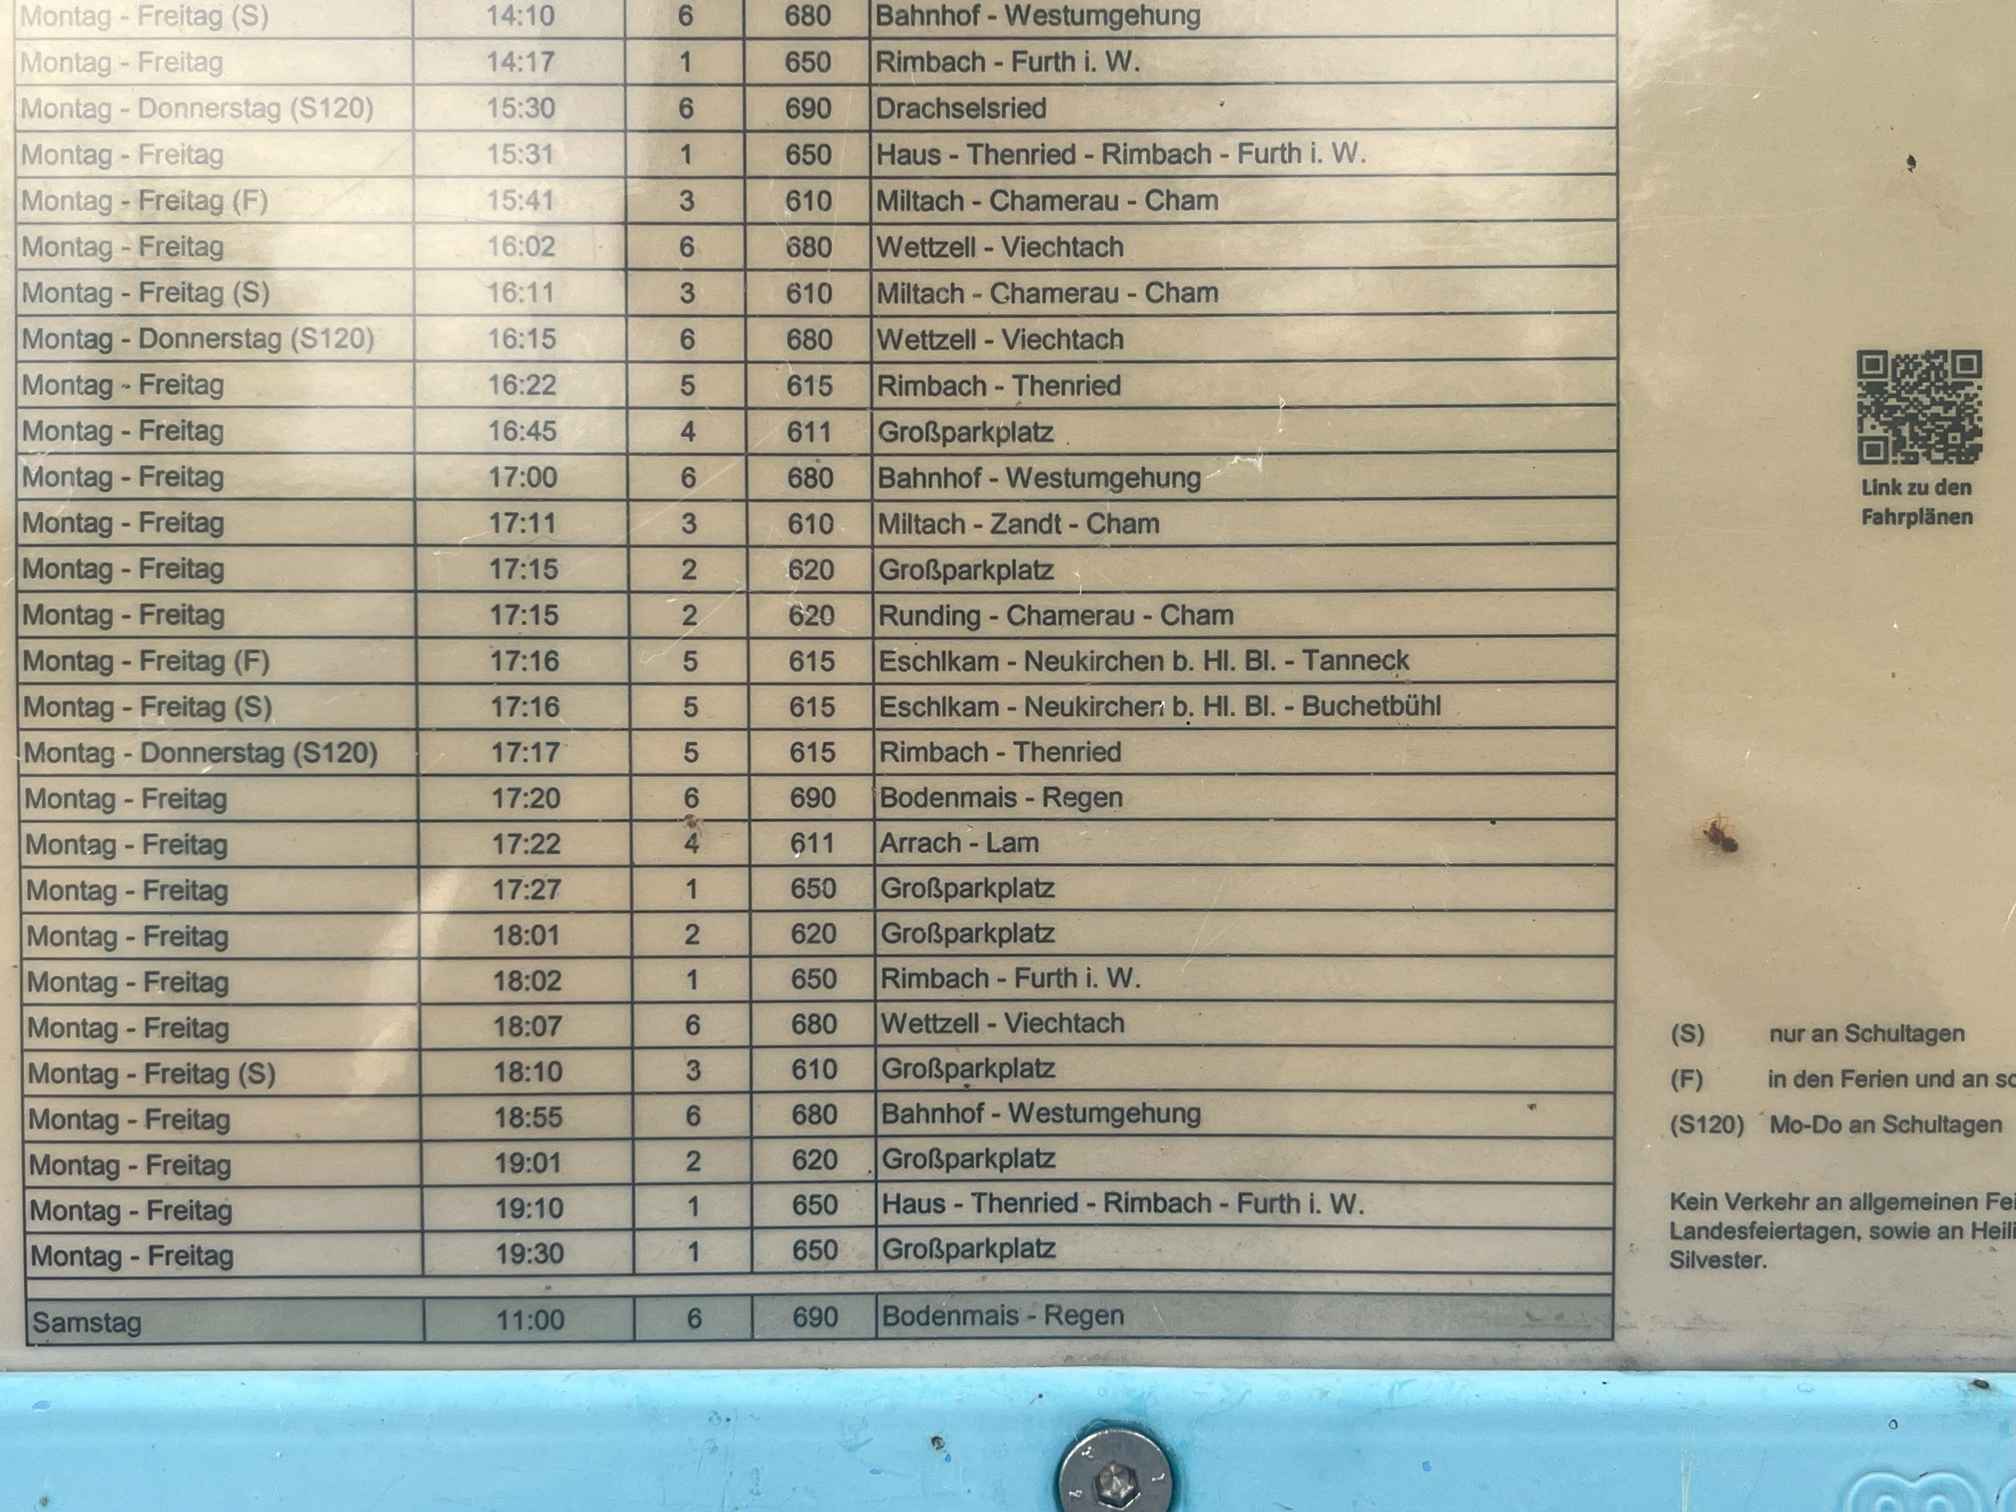 Montag - Freitag (S) 14:10 6 680 Bahnhof - Westumgehung
Montag - Freitag 14:17 1 650 Rimbach - Furth i. W.
Montag - Donnerstag (S120) 15:30 6 690 Drachselsried
Montag - Freitag 15:31 1 650 Haus - Thenried - Rimbach - Furth i. W.
Montag - Freitag (F) 15:41 3 610 Miltach - Chamerau - Cham
Montag - Freitag 16:02 6 680 Wettzell - Viechtach
Montag - Freitag (S) 16:11 3 610 Miltach - Chamerau - Cham
Montag - Donnerstag (S120) 16:15 6 680 Wettzell - Viechtach
Montag - Freitag 16:22 5 615 Rimbach - Thenried
Montag - Freitag 16:45 4 611 Großparkplatz
Montag - Freitag 17:00 6 680 Bahnhof - Westumgehung
Montag - Freitag 17:11 3 610 Miltach - Zandt - Cham
Montag - Freitag 17:15 2 620 Großparkplatz
Montag - Freitag 17:15 2 620 Runding - Chamerau - Cham
Montag - Freitag (F) 17:16 5 615 Eschlkam - Neukirchen b. Hl. Bl. - Tanneck
Montag - Freitag (S) 17:16 5 615 Eschlkam - Neukirchen b. Hl. Bl. - Buchetbühl
Montag - Donnerstag (S120) 17:17 5 615 Rimbach - Thenried
Montag - Freitag 17:20 6 690 Bodenmais - Regen
Montag - Freitag 17:22 4 611 Arrach - Lam
Montag - Freitag 17:27 1 650 Großparkplatz
Montag - Freitag 18:01 2 620 Großparkplatz
Montag - Freitag 18:02 1 650 Rimbach - Furth i. W.
Montag - Freitag 18:07 6 680 Wettzell - Viechtach
Montag - Freitag (S) 18:10 3 610 Großparkplatz
Montag - Freitag 18:55 6 680 Bahnhof - Westumgehung
Montag - Freitag 19:01 2 620 Großparkplatz
Montag - Freitag 19:10 1 650 Haus - Thenried - Rimbach - Furth i. W.
Montag - Freitag 19:30 1 650 Großparkplatz
Samstag 11:00 6 690 Bodenmais - Regen
Link zu den
Fahrplänen
(S) nur an Schultagen
(F) in den Ferien und an
(S120) Mo-Do an Schultagen
Kein Verkehr an allgemeinen
Landesfeiertagen, sowie an
Silvester.